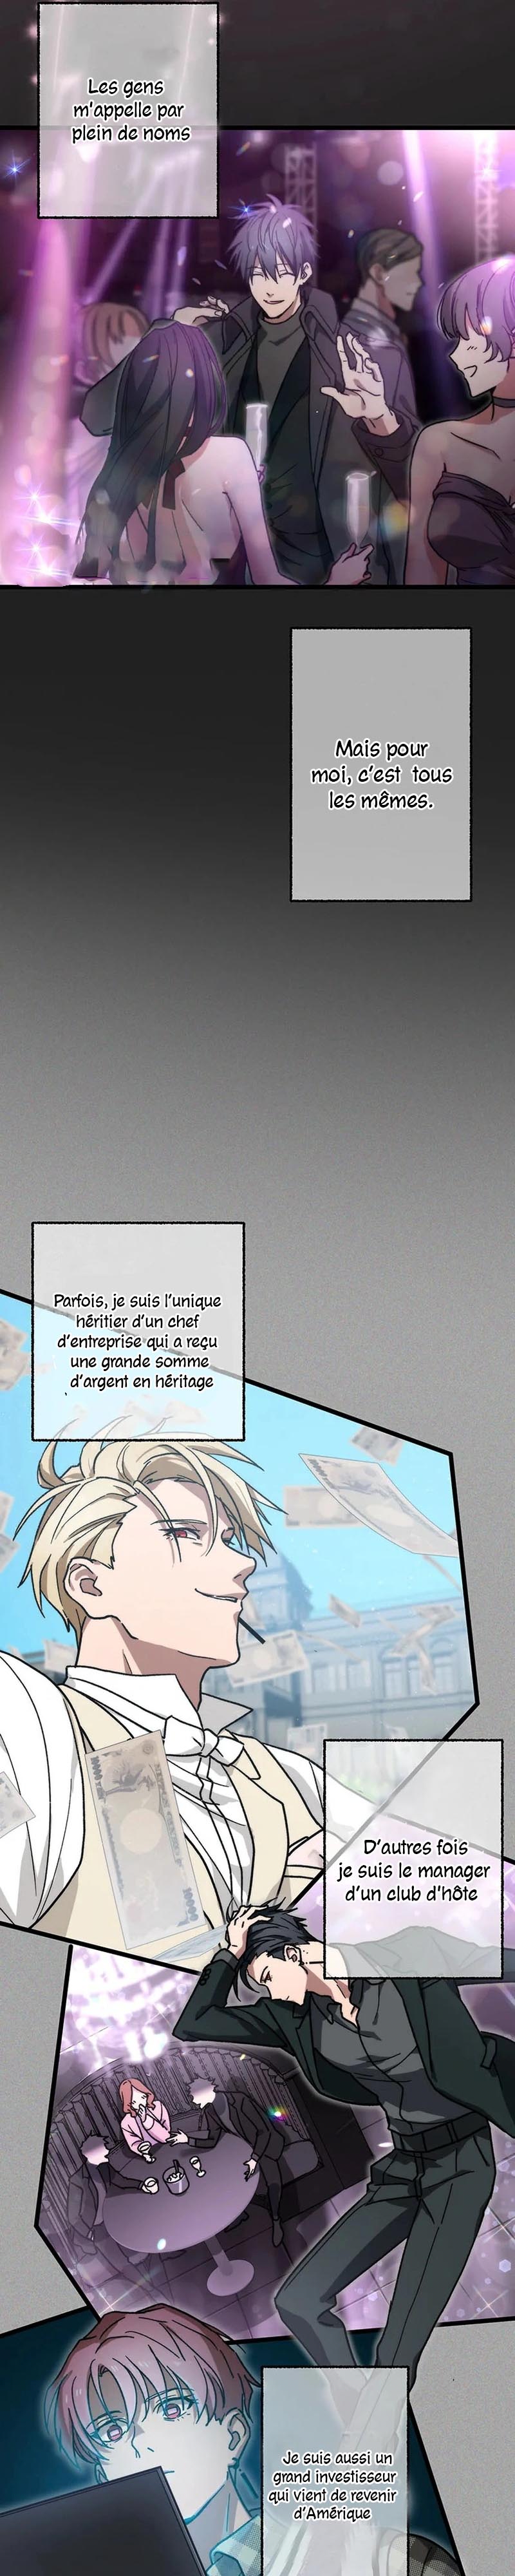 Les gens
m'appelle par
plein de noms
Mais pour
moi, c'est tous
les mêmes.
Parfois, je suis l'unique
héritier d'un chef
d'entreprise qui a reçu
une grande somme
d'argent en héritage
D'autres fois
je suis le manager
d'un club d'hôte
Je suis aussi un
grand investisseur
qui vient de revenir
d'Amérique